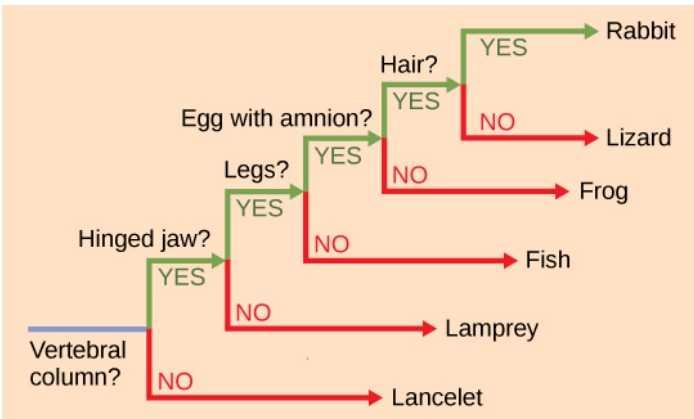 Rabbit
YES
Hair?
YES
NO
Lizard
Egg with amnion?
YES
NO
Frog
Legs?
YES
NO
Fish
Hinged jaw?
YES
NO
Lamprey
Vertebral
column?
NO
Lancelet